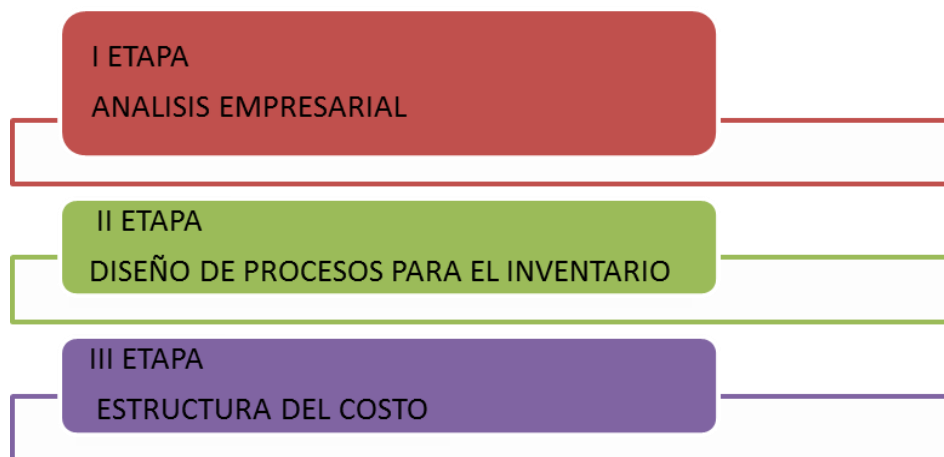 I ETAPA
ANALISIS EMPRESARIAL
II ETAPA
DISEÑO DE PROCESOS PARA EL INVENTARIO
III ETAPA
ESTRUCTURA DEL COSTO